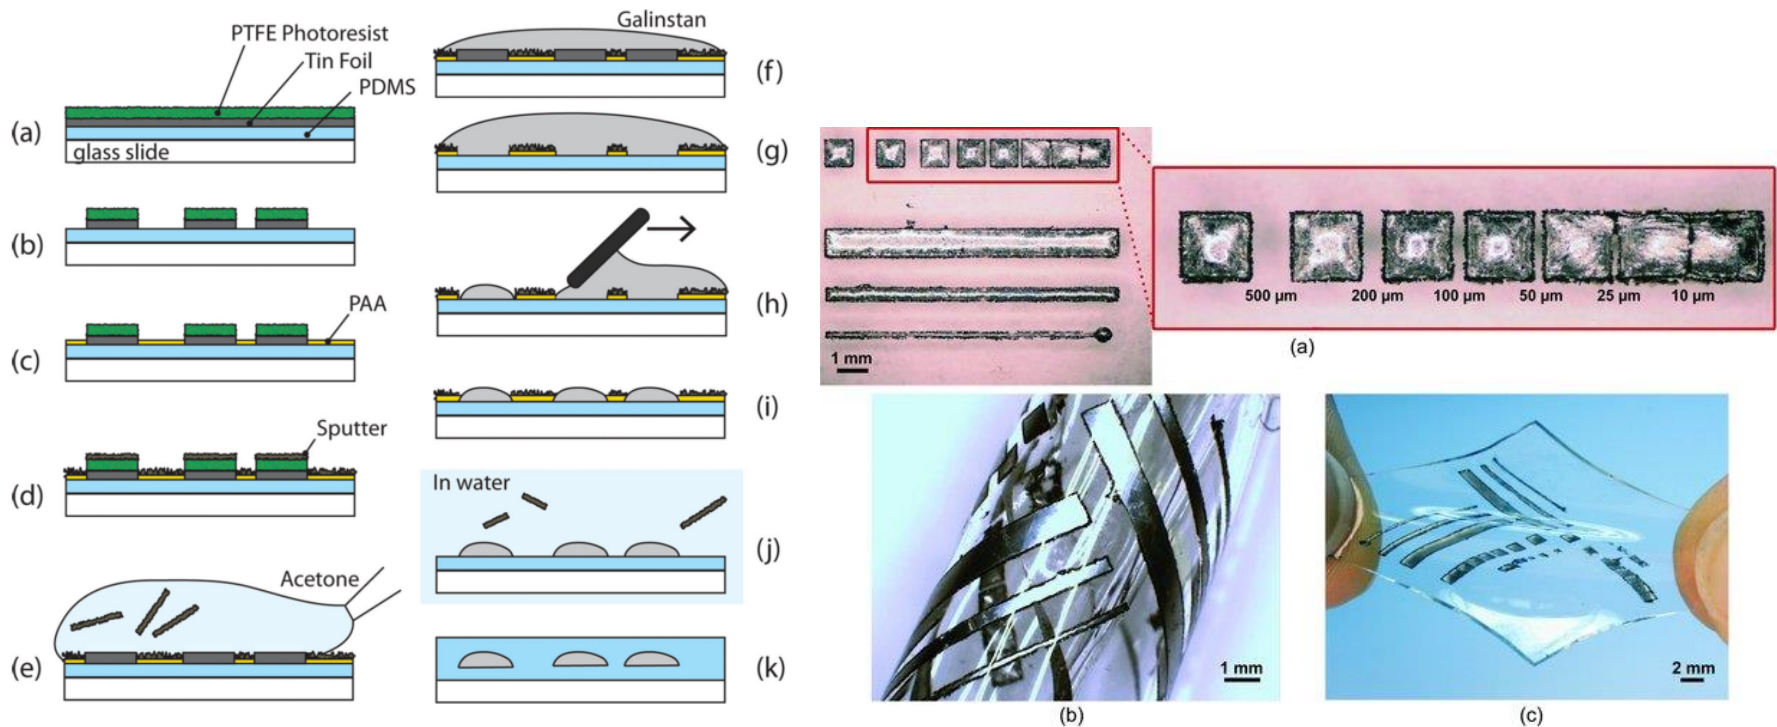 PTFE Photoresist
Tin Foil
PDMS
(a)
glass slide
(b)
(c)
PAA
(d)
Sputter
(e)
Acetone
Galinstan
(f)
(g)
(h)
(i)
In water
(j)
(k)
500 µm
200 µm
100 µm
50 µm
25 µm
10 µm
1 mm
(a)
1 mm
(b)
2 mm
(c)